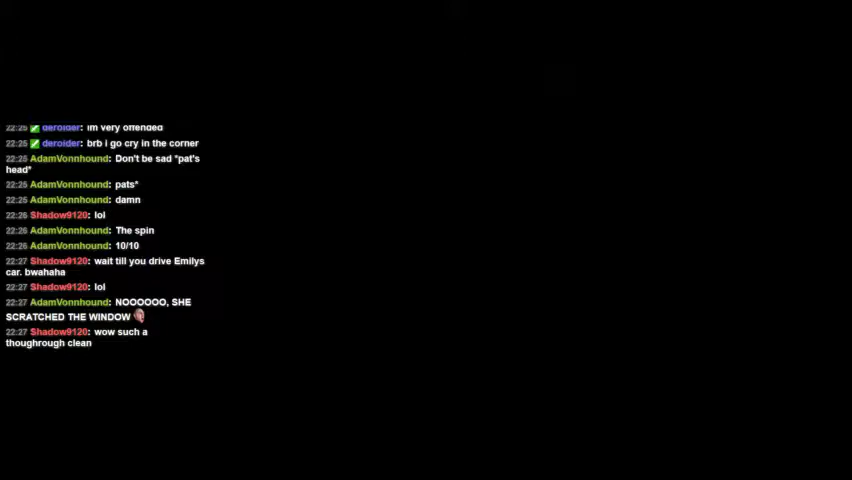 22:25 deroider: im very offended
22:25 deroider: brb i go cry in the corner
22:25 AdamVonnhound: Don't be sad *pat's
head*
22:25 AdamVonnhound: pats*
22:25 AdamVonnhound: damn
22:26 Shadow9120: lol
22:26 AdamVonnhound: The spin
22:26 AdamVonnhound: 10/10
22:27 Shadow9120: wait till you drive Emilys
car. bwahaha
22:27 Shadow9120: lol
22:27 AdamVonnhound: NOOOOOO, SHE
SCRATCHED THE WINDOW
22:27 Shadow9120: wow such a
thoughrough clean